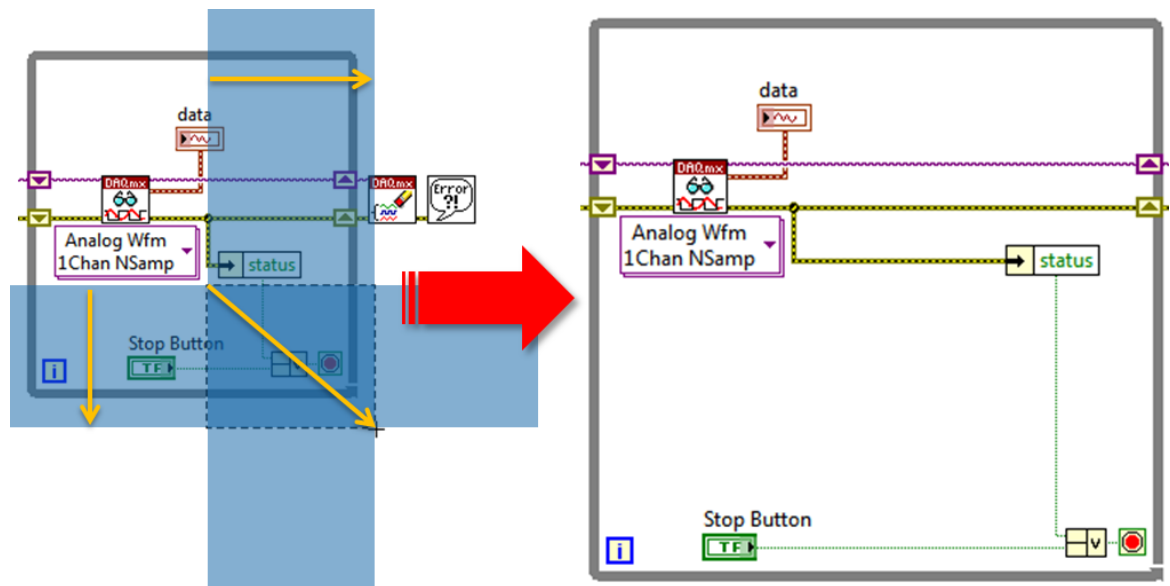 data
DAQmx
DAQmx
Error
?!
Analog Wfm
1Chan NSamp
status
Stop Button
TF
i
V
data
DAQmx
Analog Wfm
1Chan NSamp
status
Stop Button
TF
i
V